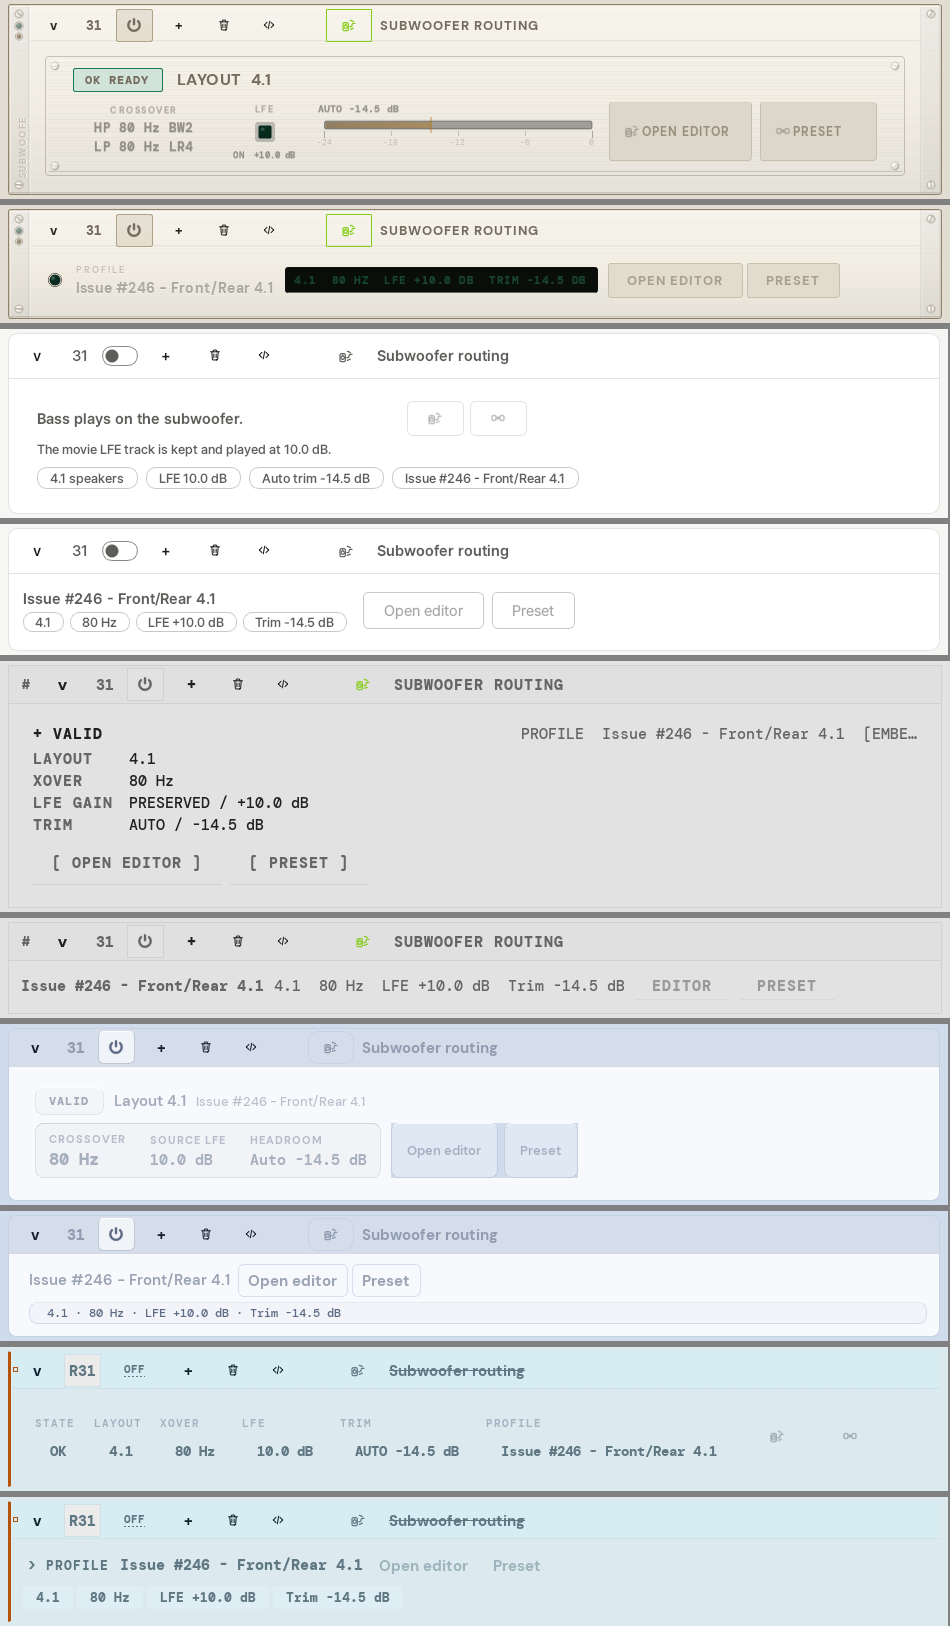 v 31 + </> SUBWOOFER ROUTING
OK READY LAYOUT 4.1
CROSSOVER LFE AUTO -14.5 dB
HP 80 Hz BW2
LP 80 Hz LR4
-24 -18 -12 -6 0
ON +10.0 dB
OPEN EDITOR PRESET
SUBWOOFE
v 31 + </> SUBWOOFER ROUTING
PROFILE
Issue #246 - Front/Rear 4.1
4.1 80 HZ LFE +10.0 DB TRIM -14.5 DB
OPEN EDITOR PRESET
v 31 + </> Subwoofer routing
Bass plays on the subwoofer.
The movie LFE track is kept and played at 10.0 dB.
4.1 speakers LFE 10.0 dB Auto trim -14.5 dB Issue #246 - Front/Rear 4.1
v 31 + </> Subwoofer routing
Issue #246 - Front/Rear 4.1
4.1 80 Hz LFE +10.0 dB Trim -14.5 dB
Open editor Preset
# v 31 + </> SUBWOOFER ROUTING
+ VALID PROFILE Issue #246 - Front/Rear 4.1 [EMBE…
LAYOUT 4.1
XOVER 80 Hz
LFE GAIN PRESERVED / +10.0 dB
TRIM AUTO / -14.5 dB
[ OPEN EDITOR ] [ PRESET ]
# v 31 + </> SUBWOOFER ROUTING
Issue #246 - Front/Rear 4.1 4.1 80 Hz LFE +10.0 dB Trim -14.5 dB EDITOR PRESET
v 31 + </> Subwoofer routing
VALID Layout 4.1 Issue #246 - Front/Rear 4.1
CROSSOVER SOURCE LFE HEADROOM
80 Hz 10.0 dB Auto -14.5 dB
Open editor Preset
v 31 + </> Subwoofer routing
Issue #246 - Front/Rear 4.1 Open editor Preset
4.1 · 80 Hz · LFE +10.0 dB · Trim -14.5 dB
v R31 OFF + </> Subwoofer routing
STATE LAYOUT XOVER LFE TRIM PROFILE
OK 4.1 80 Hz 10.0 dB AUTO -14.5 dB Issue #246 - Front/Rear 4.1
v R31 OFF + </> Subwoofer routing
› PROFILE Issue #246 - Front/Rear 4.1 Open editor Preset
4.1 80 Hz LFE +10.0 dB Trim -14.5 dB